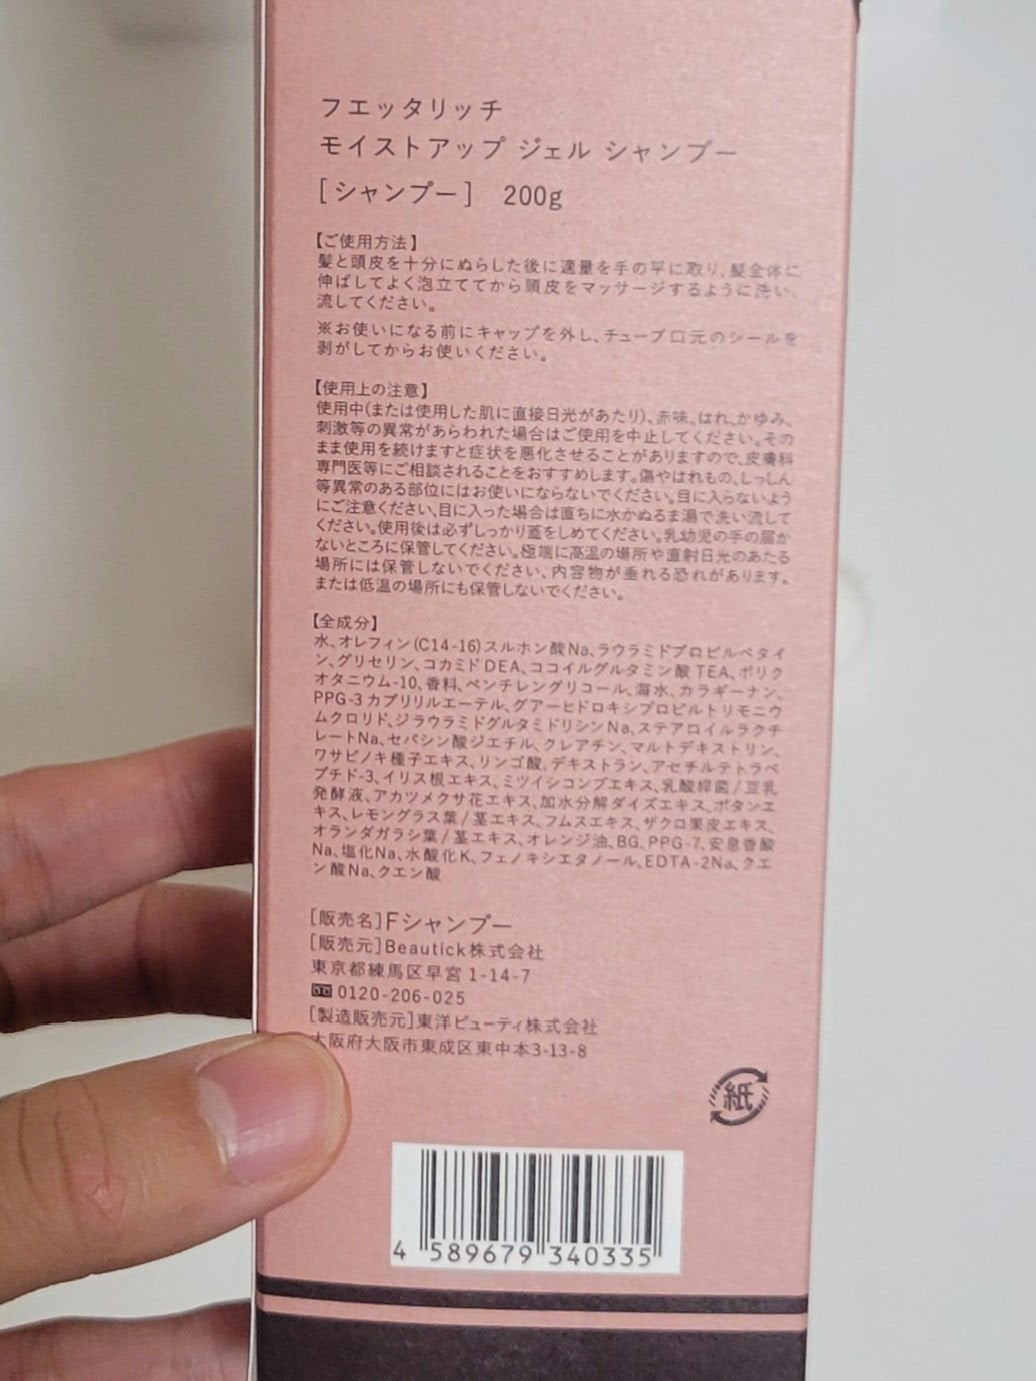 フエッタリッチ
モイストアップ ジェル シャンプー
[シャンプー] 200g
【ご使用方法】
髪と頭皮を十分にぬらした後に適量を手の平に取り、髪全体に
伸ばしてよく泡立ててから頭皮をマッサージするように洗い、
流してください。
※お使いになる前にキャップを外し、チューブ口元のシールを
剥がしてからお使いください。
【使用上の注意】
使用中(または使用した肌に直接日光があたり)、赤味、はれ、かゆみ、
刺激等の異常があらわれた場合はご使用を中止してください。その
まま使用を続けますと症状を悪化させることがありますので、皮膚科
専門医等にご相談されることをおすすめします。傷やはれもの、しっしん
等異常のある部位にはお使いにならないでください。目に入らないよう
にご注意ください、目に入った場合は直ちに水かぬるま湯で洗い流して
ください。使用後は必ずしっかり蓋をしめてください。乳幼児の手の届か
ないところに保管してください。極端に高温の場所や直射日光のあたる
場所には保管しないでください、内容物が垂れる恐れがあります。
または低温の場所にも保管しないでください。
【全成分】
水、オレフィン(C14-16)スルホン酸Na、ラウラミドプロピルベタイ
ン、グリセリン、コカミドDEA、ココイルグルタミン酸TEA、ポリク
オタニウム-10、香料、ペンチレングリコール、海水、カラギーナン、
PPG-3カプリリルエーテル、グアーヒドロキシプロピルトリモニウ
ムクロリド、ジラウラミドグルタミドリシンNa、ステアロイルラクチ
レートNa、セバシン酸ジエチル、クレアチン、マルトデキストリン、
ワサビノキ種子エキス、リンゴ酸、デキストラン、アセチルテトラペ
プチド-3、イリス根エキス、ミツイシコンブエキス、乳酸桿菌/豆乳
発酵液、アカツメクサ花エキス、加水分解ダイズエキス、ボタンエ
キス、レモングラス葉/茎エキス、フムスエキス、ザクロ果皮エキス、
オランダガラシ葉/茎エキス、オレンジ油、BG、PPG-7、安息香酸
Na、塩化Na、水酸化K、フェノキシエタノール、EDTA-2Na、クエ
ン酸Na、クエン酸
[販売名]Fシャンプー
[販売元]Beautick株式会社
東京都練馬区早宮1-14-7
0120-206-025
[製造販売元]東洋ビューティ株式会社
大阪府大阪市東成区東中本3-13-8
紙
4 589679 340335